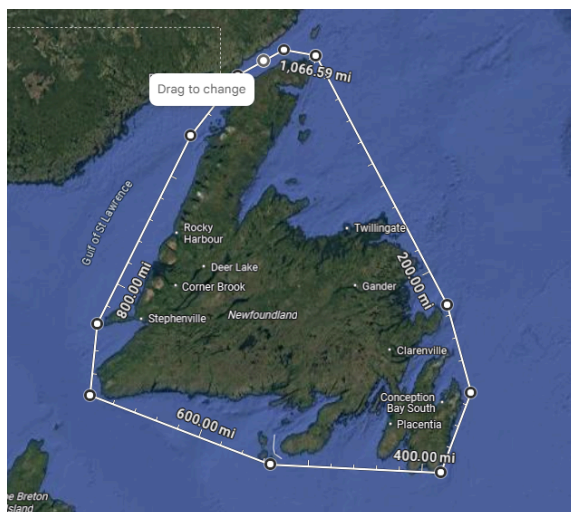 1,066.59 mi
Drag to change
Gulf of St Lawrence
Rocky
Harbour
Twillingate
200.00 mi
Deer Lake
800.00 mi
Corner Brook
Gander
Stephenville
Newfoundland
Clarenville
Conception
Bay South
600.00 mi
Placentia
400.00 mi
pe Breton
Island